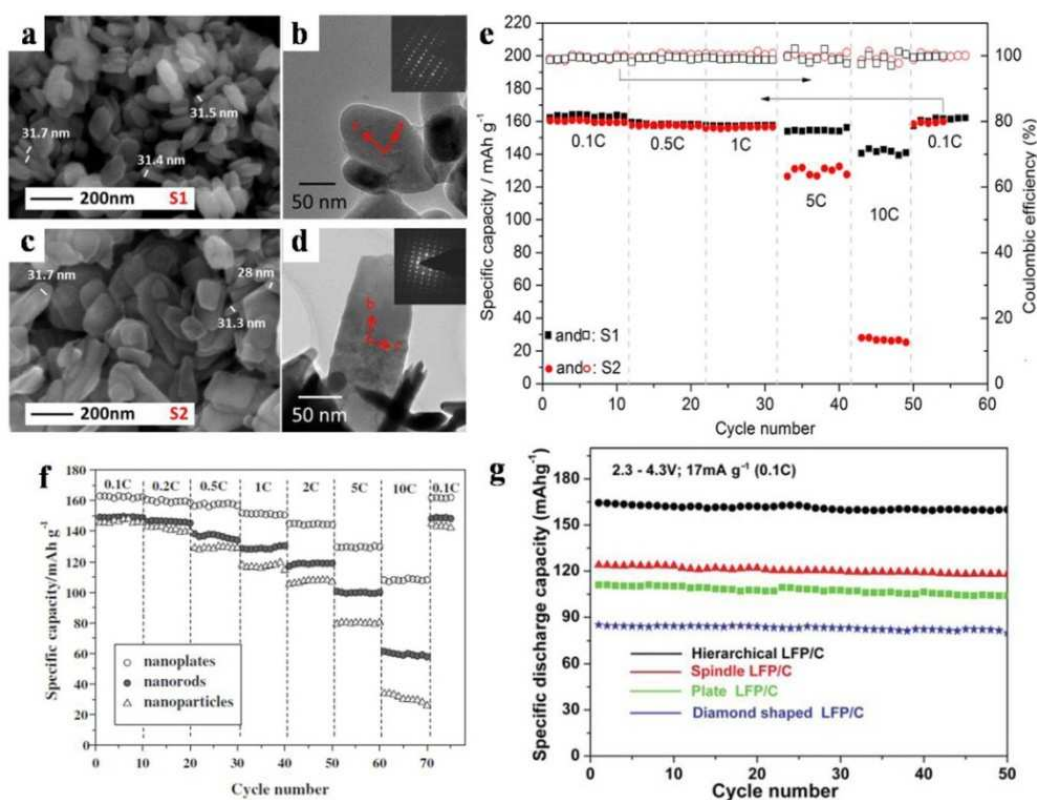 a
31.5 nm
31.7 nm
31.4 nm
200nm S1
b
50 nm
c
31.7 nm
28 nm
31.3 nm
200nm S2
d
b
50 nm
e
Specific capacity / mAh g⁻¹
220
200
180
160
140
120
100
80
60
40
20
0
0.1C
0.5C
1C
5C
10C
0.1C
and : S1
and : S2
100
80
60
40
20
0
Coulombic efficiency (%)
0 10 20 30 40 50 60
Cycle number
f
Specific capacity/mAh g⁻¹
180
160
140
120
100
80
60
40
20
0
0.1C 0.2C 0.5C 1C 2C 5C 10C 0.1C
nanoplates
nanorods
nanoparticles
0 10 20 30 40 50 60 70
Cycle number
g
Specific discharge capacity (mAhg⁻¹)
2.3 - 4.3V; 17mA g⁻¹ (0.1C)
180
150
120
90
60
30
0
Hierarchical LFP/C
Spindle LFP/C
Plate LFP/C
Diamond shaped LFP/C
0 10 20 30 40 50
Cycle number